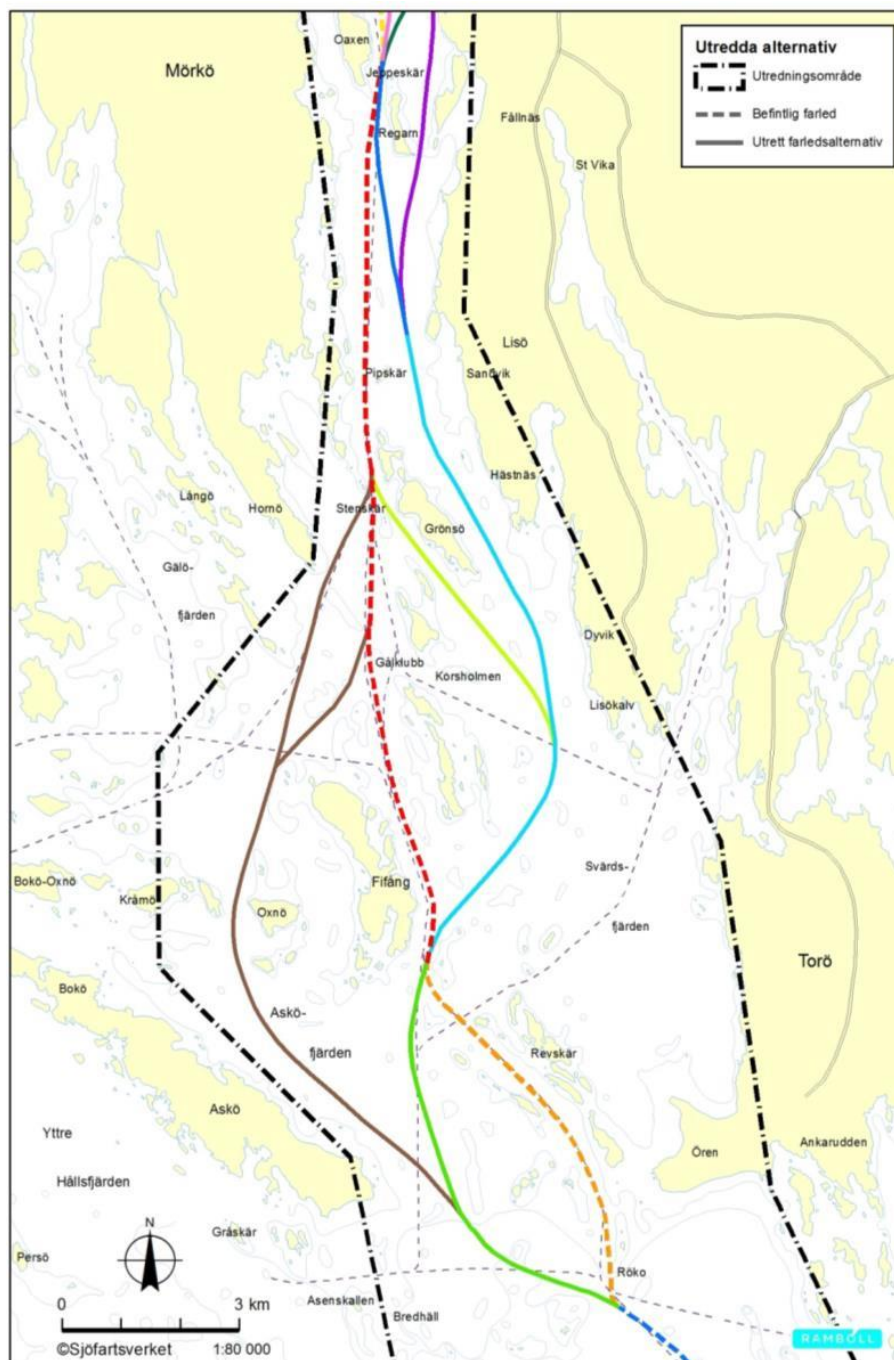 Utredda alternativ
Utredningsområde
Befintlig farled
Utrett farledsalternativ
Oaxen
Mörkö
Jeppeskär
Fållnäs
Regarn
St Vika
Lisö
Pipskär
Sandvik
Hästnäs
Långö
Hornö
Stenskär
Grönsö
Gälö-
fjärden
Dyvik
Gälklubb
Korsholmen
Lisökalv
Svärds-
Bokö-Oxnö
Fifång
Krämö
Oxnö
fjärden
Torö
Bokö
Askö-
fjärden
Revskär
Askö
Yttre
Ören
Ankarudden
Hållsfjärden
Gråskär
N
Persö
Röko
0 3 km
Asenskallen
Bredhäll
©Sjöfartsverket 1:80 000
RAMBOLL